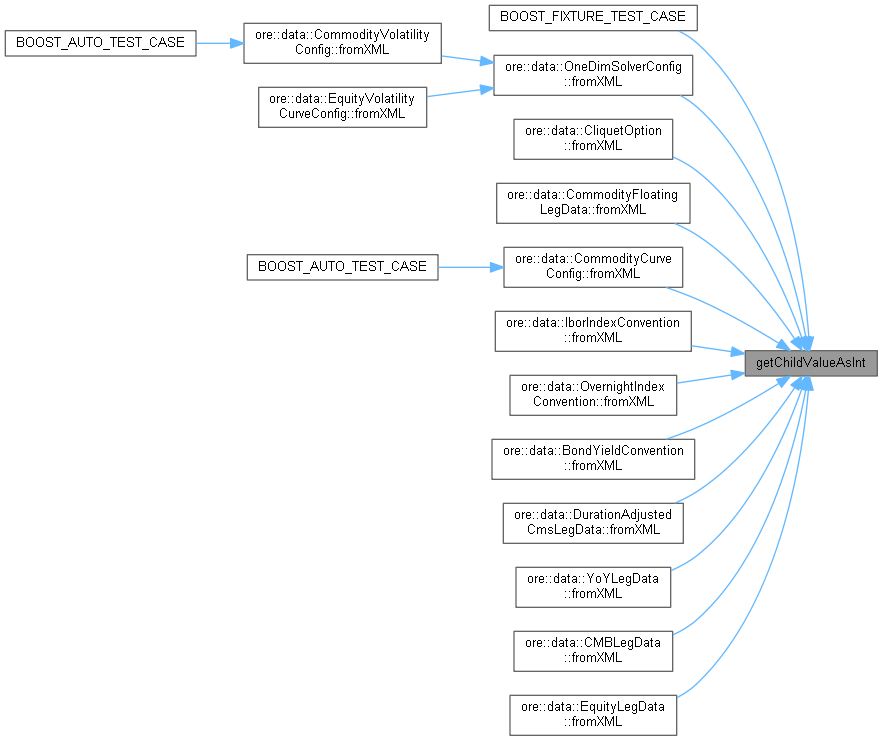 BOOST_FIXTURE_TEST_CASE
BOOST_AUTO_TEST_CASE
ore::data::CommodityVolatility
Config::fromXML
ore::data::OneDimSolverConfig
::fromXML
ore::data::EquityVolatility
CurveConfig::fromXML
ore::data::CliquetOption
::fromXML
ore::data::CommodityFloating
LegData::fromXML
BOOST_AUTO_TEST_CASE
ore::data::CommodityCurve
Config::fromXML
ore::data::IborIndexConvention
::fromXML
getChildValueAsInt
ore::data::OvernightIndex
Convention::fromXML
ore::data::BondYieldConvention
::fromXML
ore::data::DurationAdjusted
CmsLegData::fromXML
ore::data::YoYLegData
::fromXML
ore::data::CMBLegData
::fromXML
ore::data::EquityLegData
::fromXML